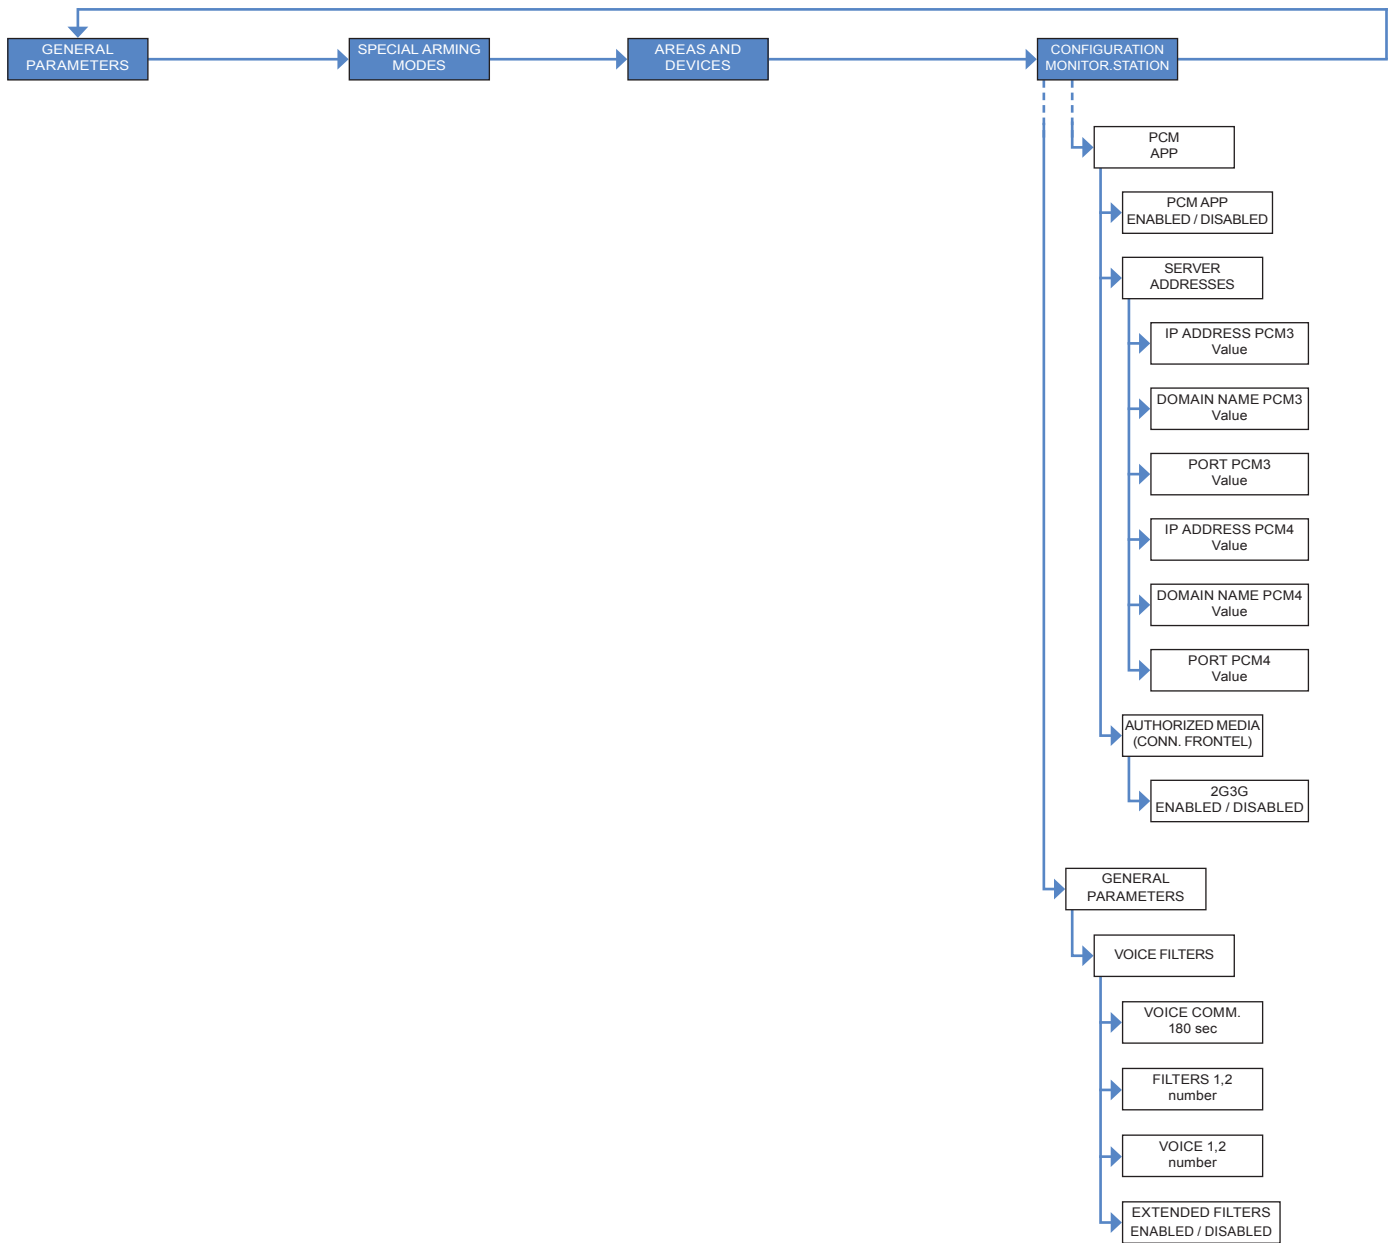 GENERAL
PARAMETERS
SPECIAL ARMING
MODES
AREAS AND
DEVICES
CONFIGURATION
MONITOR.STATION
PCM
APP
PCM APP
ENABLED / DISABLED
SERVER
ADDRESSES
IP ADDRESS PCM3
Value
DOMAIN NAME PCM3
Value
PORT PCM3
Value
IP ADDRESS PCM4
Value
DOMAIN NAME PCM4
Value
PORT PCM4
Value
AUTHORIZED MEDIA
(CONN. FRONTEL)
2G3G
ENABLED / DISABLED
GENERAL
PARAMETERS
VOICE FILTERS
VOICE COMM.
180 sec
FILTERS 1,2
number
VOICE 1,2
number
EXTENDED FILTERS
ENABLED / DISABLED